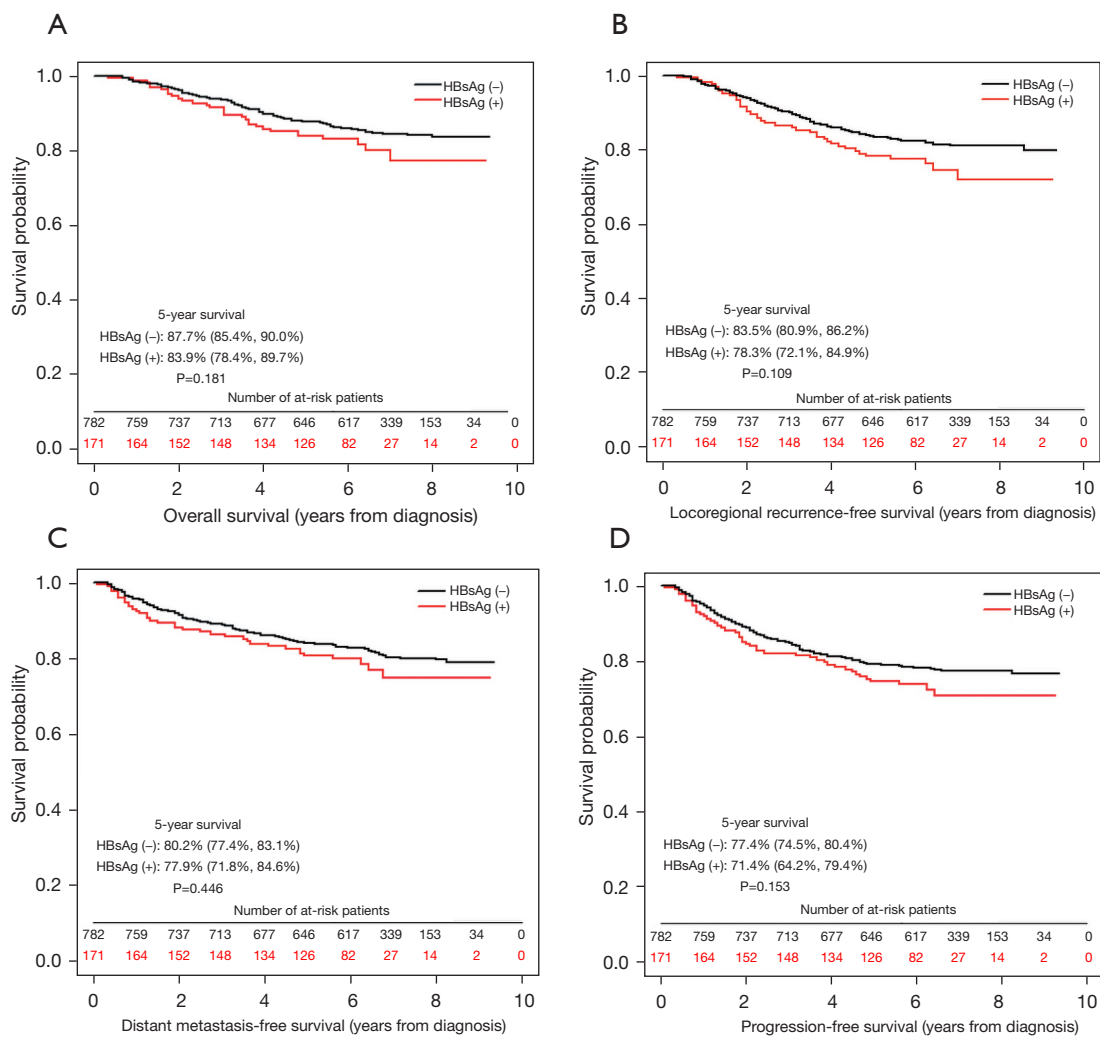 A
1.0
0.8
0.6
0.4
0.2
0.0
Survival probability
HBsAg (−)
HBsAg (+)
5-year survival
HBsAg (−): 87.7% (85.4%, 90.0%)
HBsAg (+): 83.9% (78.4%, 89.7%)
P=0.181
Number of at-risk patients
782 759 737 713 677 646 617 339 153 34 0
171 164 152 148 134 126 82 27 14 2 0
0 2 4 6 8 10
Overall survival (years from diagnosis)
B
1.0
0.8
0.6
0.4
0.2
0.0
Survival probability
HBsAg (−)
HBsAg (+)
5-year survival
HBsAg (−): 83.5% (80.9%, 86.2%)
HBsAg (+): 78.3% (72.1%, 84.9%)
P=0.109
Number of at-risk patients
782 759 737 713 677 646 617 339 153 34 0
171 164 152 148 134 126 82 27 14 2 0
0 2 4 6 8 10
Locoregional recurrence-free survival (years from diagnosis)
C
1.0
0.8
0.6
0.4
0.2
0.0
Survival probability
HBsAg (−)
HBsAg (+)
5-year survival
HBsAg (−): 80.2% (77.4%, 83.1%)
HBsAg (+): 77.9% (71.8%, 84.6%)
P=0.446
Number of at-risk patients
782 759 737 713 677 646 617 339 153 34 0
171 164 152 148 134 126 82 27 14 2 0
0 2 4 6 8 10
Distant metastasis-free survival (years from diagnosis)
D
1.0
0.8
0.6
0.4
0.2
0.0
Survival probability
HBsAg (−)
HBsAg (+)
5-year survival
HBsAg (−): 77.4% (74.5%, 80.4%)
HBsAg (+): 71.4% (64.2%, 79.4%)
P=0.153
Number of at-risk patients
782 759 737 713 677 646 617 339 153 34 0
171 164 152 148 134 126 82 27 14 2 0
0 2 4 6 8 10
Progression-free survival (years from diagnosis)